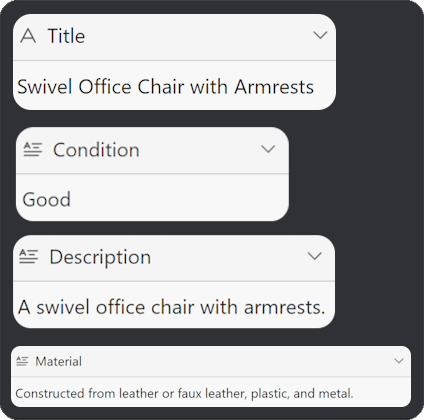 Title
Swivel Office Chair with Armrests
Condition
Good
Description
A swivel office chair with armrests.
Material
Constructed from leather or faux leather, plastic, and metal.